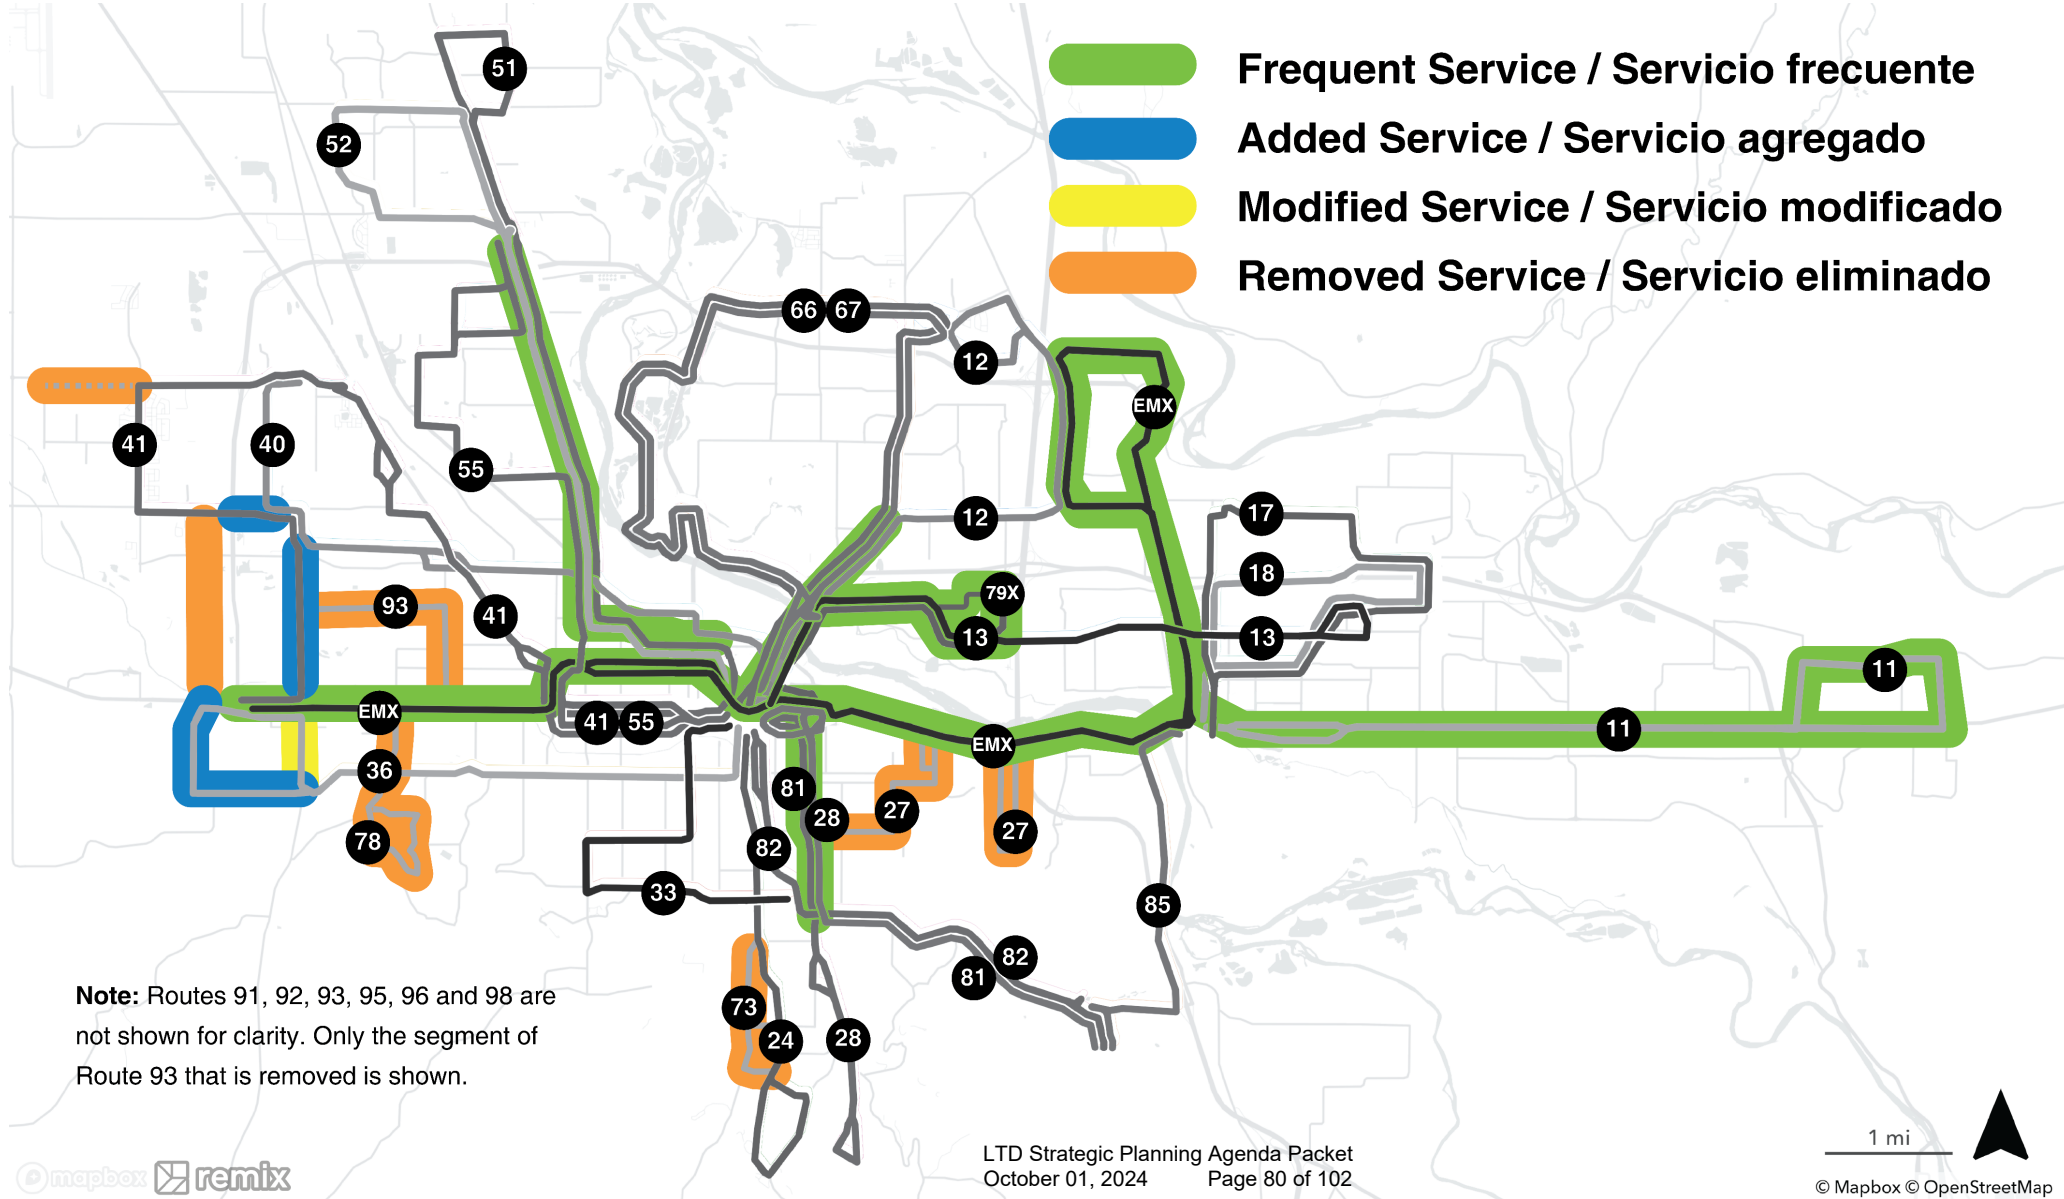 Frequent Service / Servicio frecuente
Added Service / Servicio agregado
Modified Service / Servicio modificado
Removed Service / Servicio eliminado
51
52
66 67
12
EMX
41
40
55
12
17
18
79X
93
41
13
13
11
EMX
41 55
11
EMX
36
81
27
28
27
78
82
33
85
82
81
73
24
28
Note: Routes 91, 92, 93, 95, 96 and 98 are
not shown for clarity. Only the segment of
Route 93 that is removed is shown.
LTD Strategic Planning Agenda Packet
October 01, 2024 Page 80 of 102
1 mi
mapbox remix
© Mapbox © OpenStreetMap